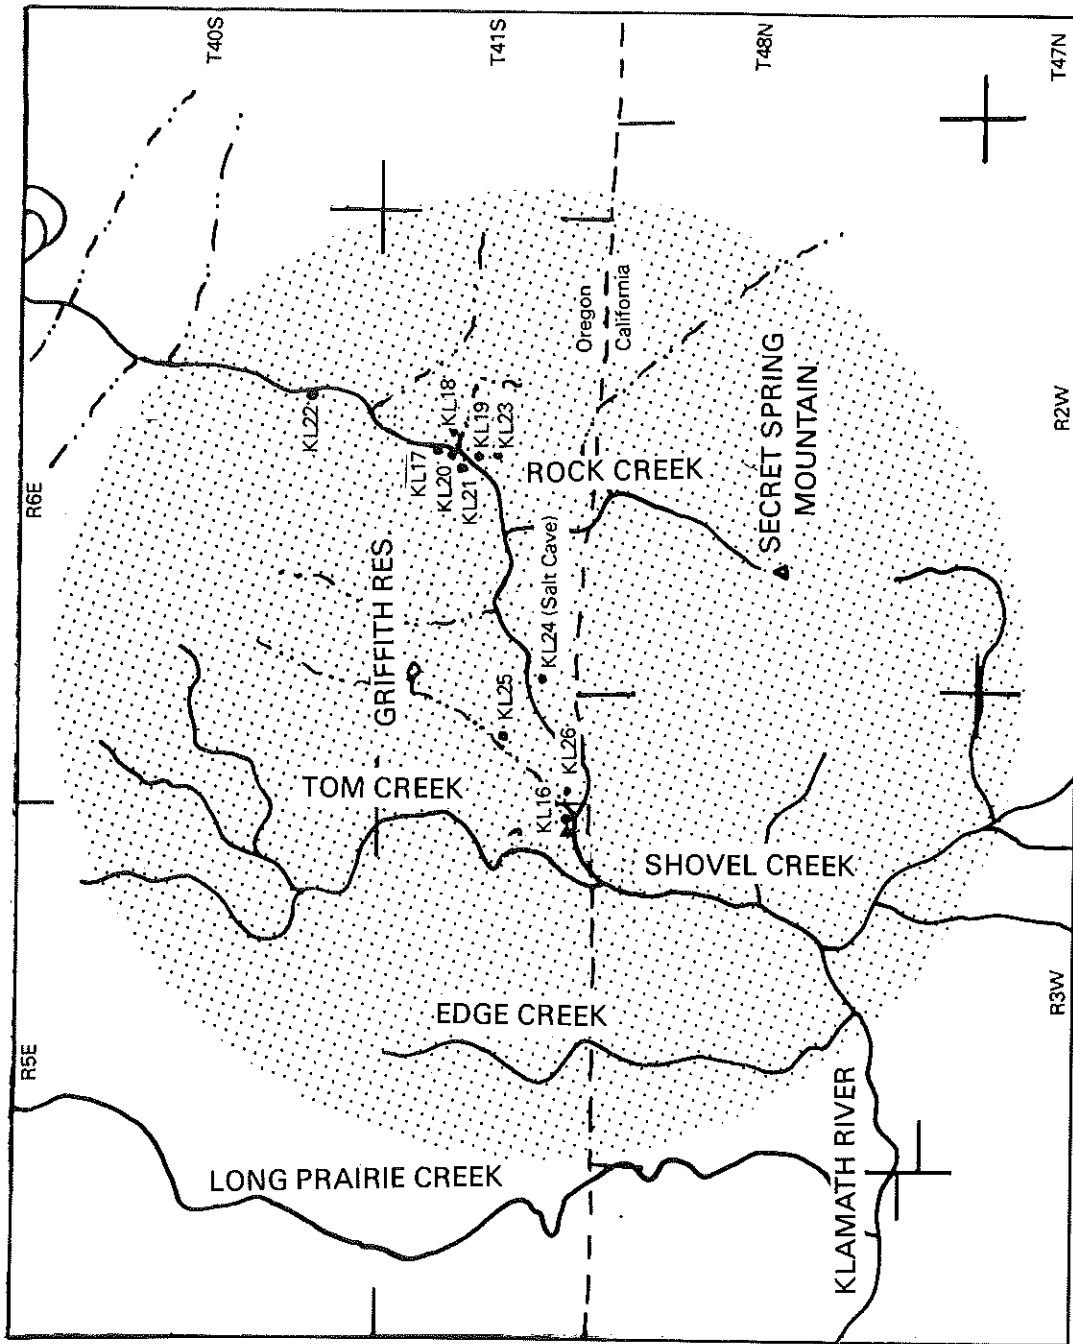 R5E
R6E
T40S
T41S
T48N
T47N
R3W
R2W
LONG PRAIRIE CREEK
EDGE CREEK
TOM CREEK
GRIFFITH RES
KL22
KL17
KL20
KL21
KL18
KL19
KL23
ROCK CREEK
KL25
KL24 (Salt Cave)
KL16
KL26
Oregon
California
SHOVEL CREEK
SECRET SPRING
MOUNTAIN
KLAMATH RIVER